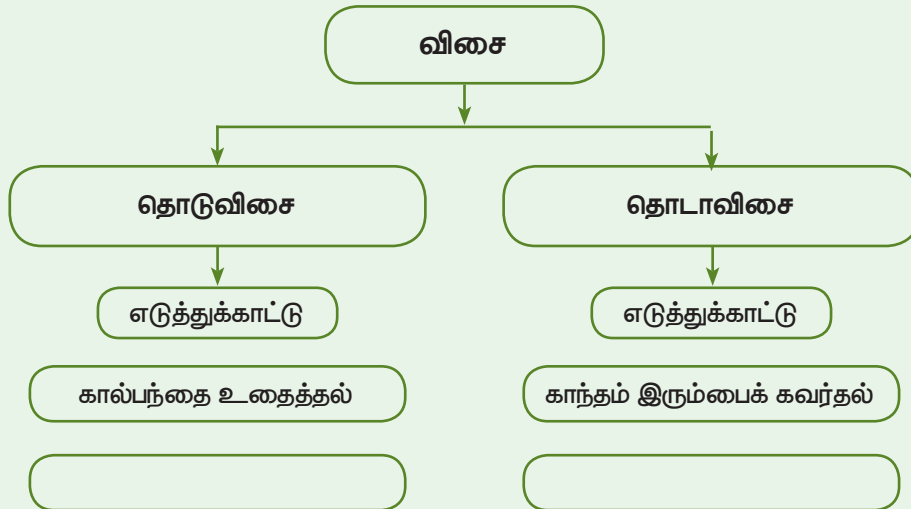 விசை
தொடுவிசை
தொடாவிசை
எடுத்துக்காட்டு
எடுத்துக்காட்டு
கால்பந்தை உதைத்தல்
காந்தம் இரும்பைக் கவர்தல்